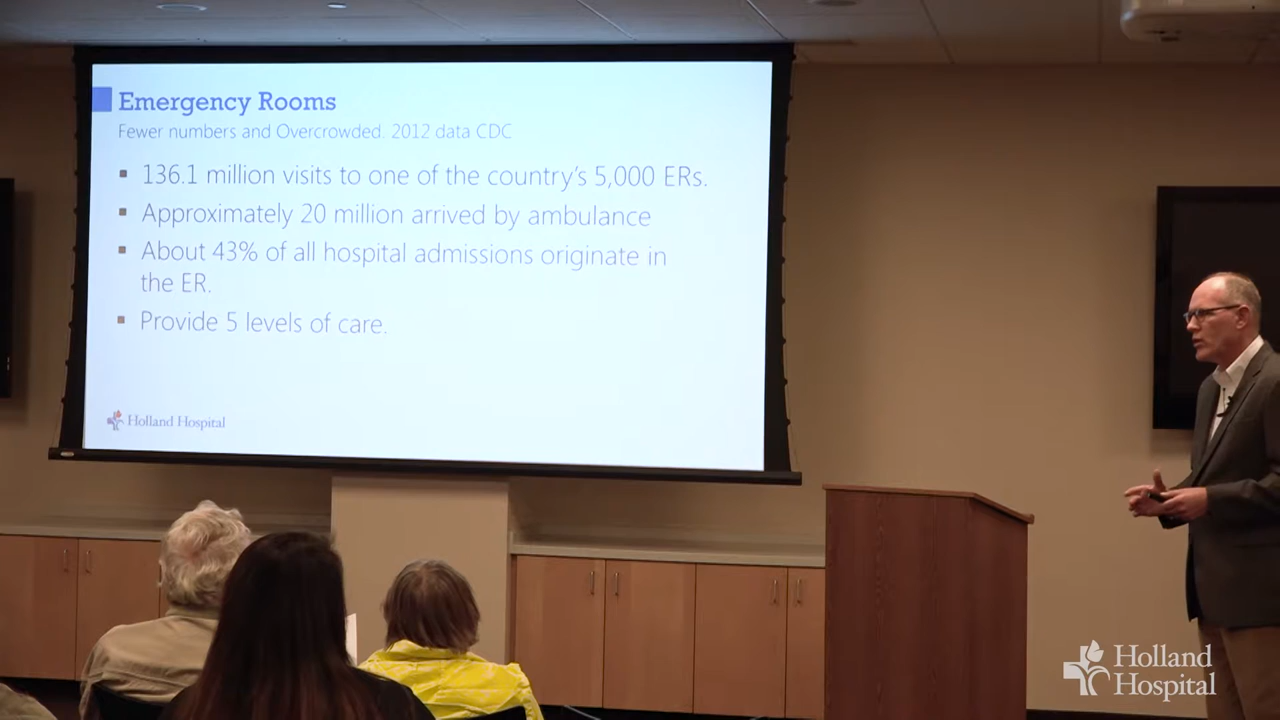 Emergency Rooms
Fewer numbers and Overcrowded. 2012 data CDC
136.1 million visits to one of the country's 5,000 ERs.
Approximately 20 million arrived by ambulance
About 43% of all hospital admissions originate in
the ER.
Provide 5 levels of care.
Holland Hospital
Holland
Hospital